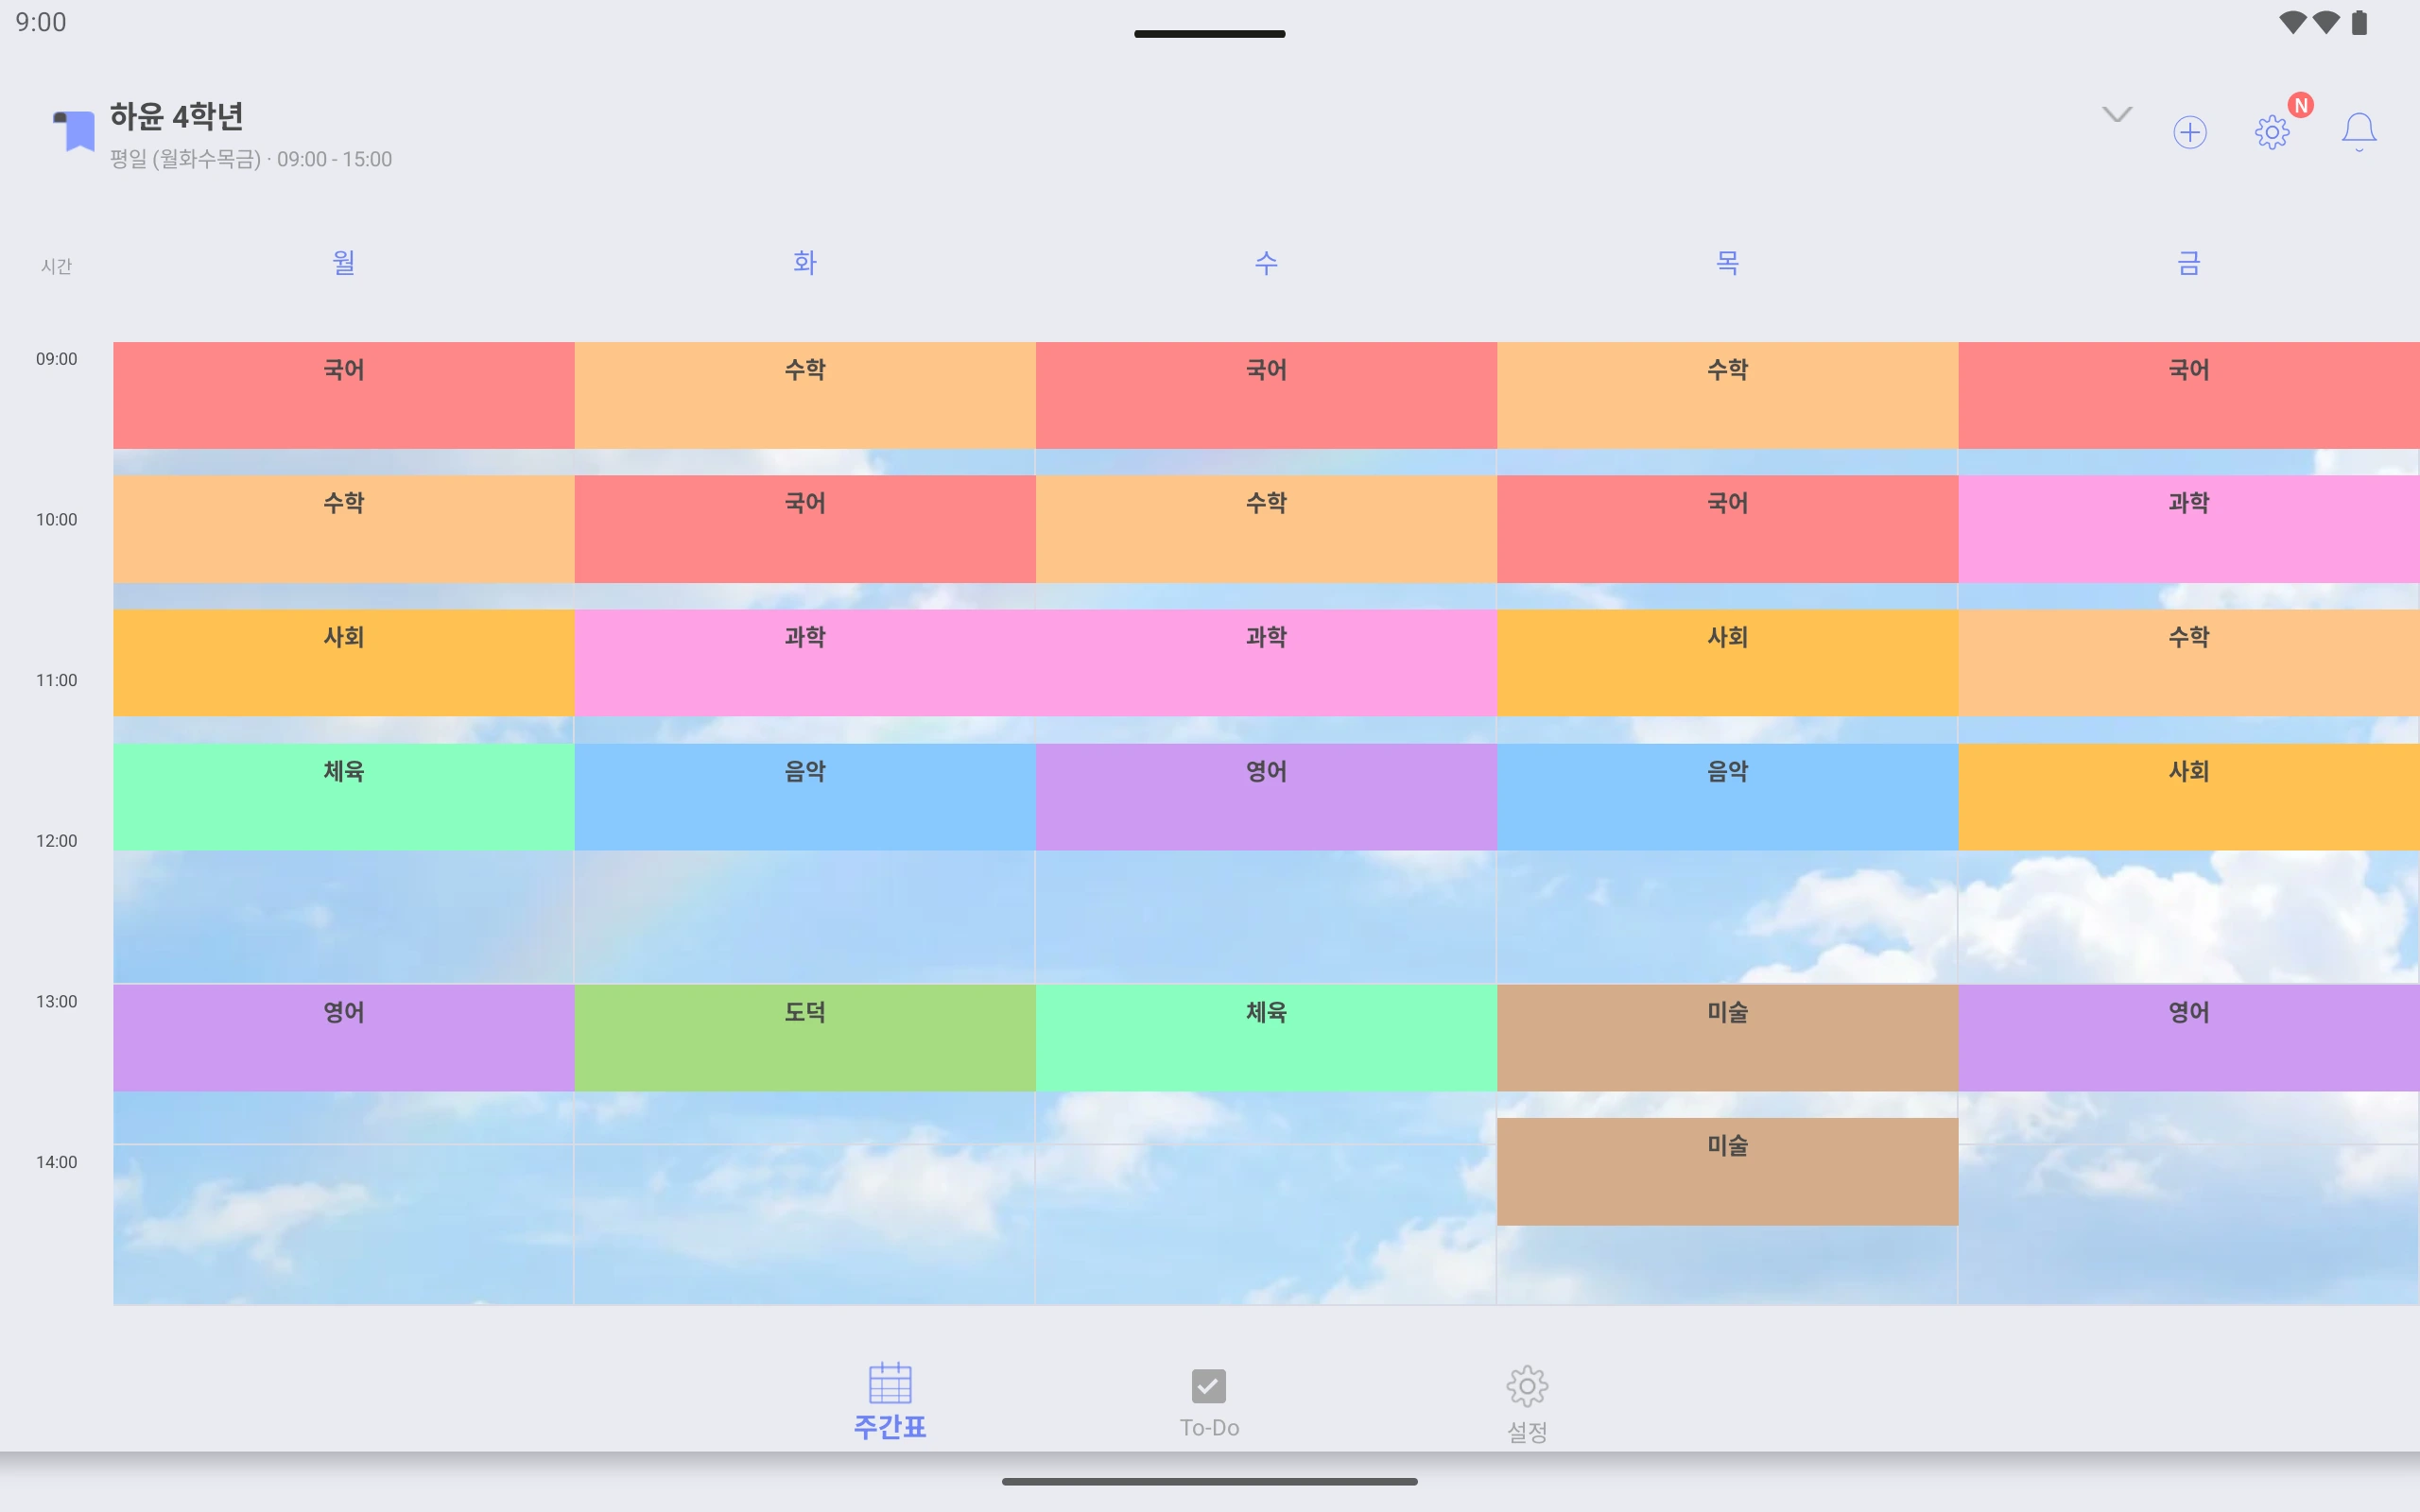 9:00
하윤 4학년
N
평일 (월화수목금) · 09:00 - 15:00
시간 월 화 수 목 금
09:00 국어 수학 국어 수학 국어
10:00 수학 국어 수학 국어 과학
사회 과학 과학 사회 수학
11:00
체육 음악 영어 음악 사회
12:00
13:00 영어 도덕 체육 미술 영어
14:00 미술
주간표 To-Do 설정